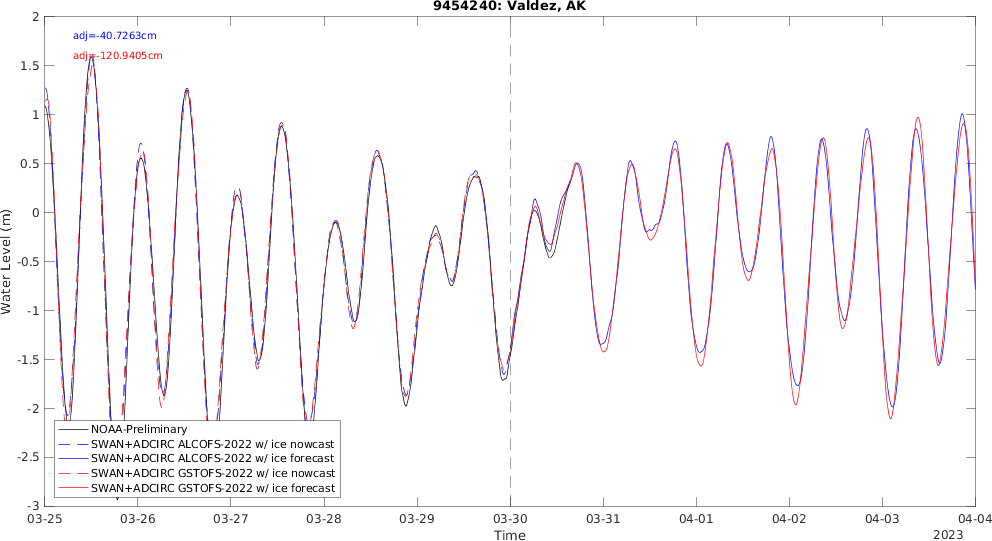 9454240: Valdez, AK
adj=-40.7263cm
adj=-120.9405cm
2
1.5
1
0.5
0
-0.5
-1
-1.5
-2
-2.5
-3
Water Level (m)
NOAA-Preliminary
SWAN+ADCIRC ALCOFS-2022 w/ ice nowcast
SWAN+ADCIRC ALCOFS-2022 w/ ice forecast
SWAN+ADCIRC GSTOFS-2022 w/ ice nowcast
SWAN+ADCIRC GSTOFS-2022 w/ ice forecast
03-25 03-26 03-27 03-28 03-29 03-30 03-31 04-01 04-02 04-03 04-04
Time
2023